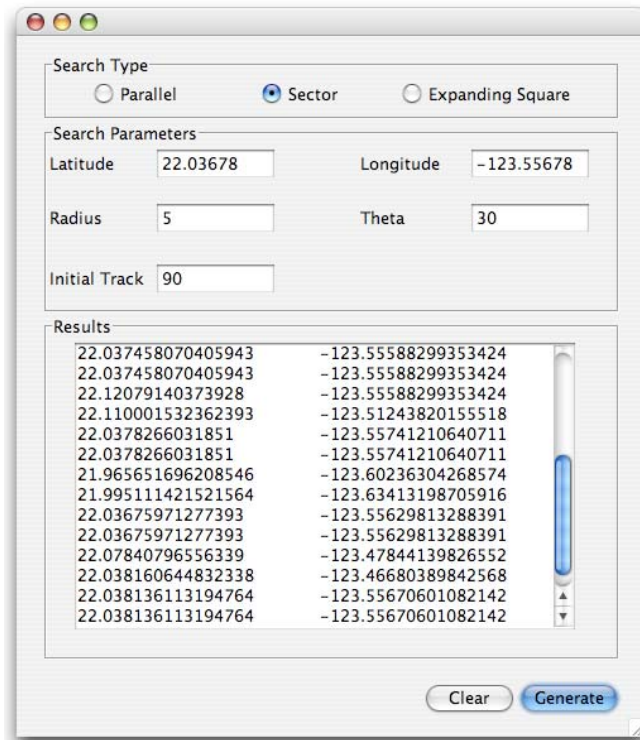 Search Type
Parallel Sector Expanding Square
Search Parameters
Latitude 22.03678 Longitude -123.55678
Radius 5 Theta 30
Initial Track 90
Results
22.037458070405943 -123.55588299353424
22.037458070405943 -123.55588299353424
22.12079140373928 -123.55588299353424
22.110001532362393 -123.51243820155518
22.0378266031851 -123.55741210640711
22.0378266031851 -123.55741210640711
21.965651696208546 -123.60236304268574
21.995111421521564 -123.63413198705916
22.03675971277393 -123.55629813288391
22.03675971277393 -123.55629813288391
22.07840796556339 -123.47844139826552
22.038160644832338 -123.46680389842568
22.038136113194764 -123.55670601082142
22.038136113194764 -123.55670601082142
Clear Generate